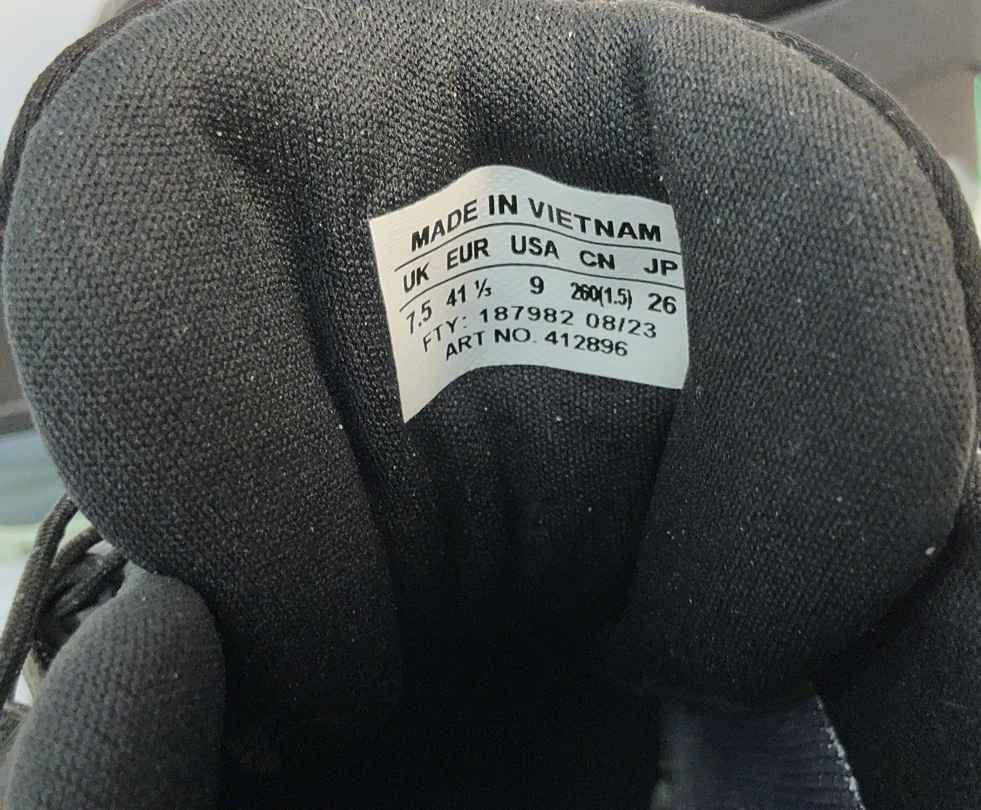 MADE IN VIETNAM
UK EUR USA CN JP
7.5 41 ⅓ 9 260(1.5) 26
FTY: 187982 08/23
ART NO. 412896